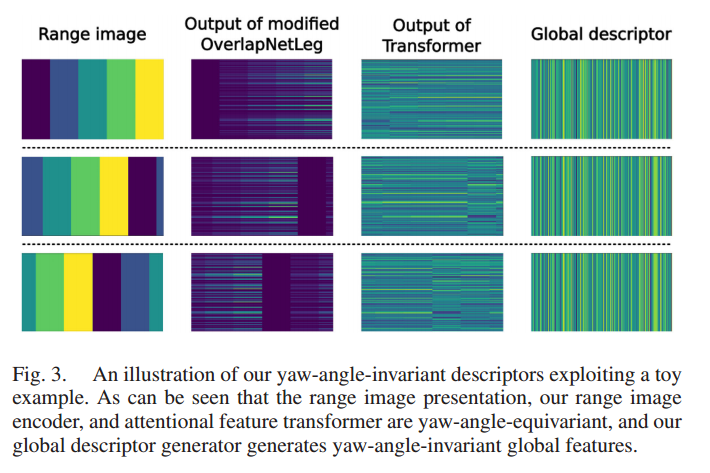 Range image
Output of modified
OverlapNetLeg
Output of
Transformer
Global descriptor
Fig. 3. An illustration of our yaw-angle-invariant descriptors exploiting a toy
example. As can be seen that the range image presentation, our range image
encoder, and attentional feature transformer are yaw-angle-equivariant, and our
global descriptor generator generates yaw-angle-invariant global features.